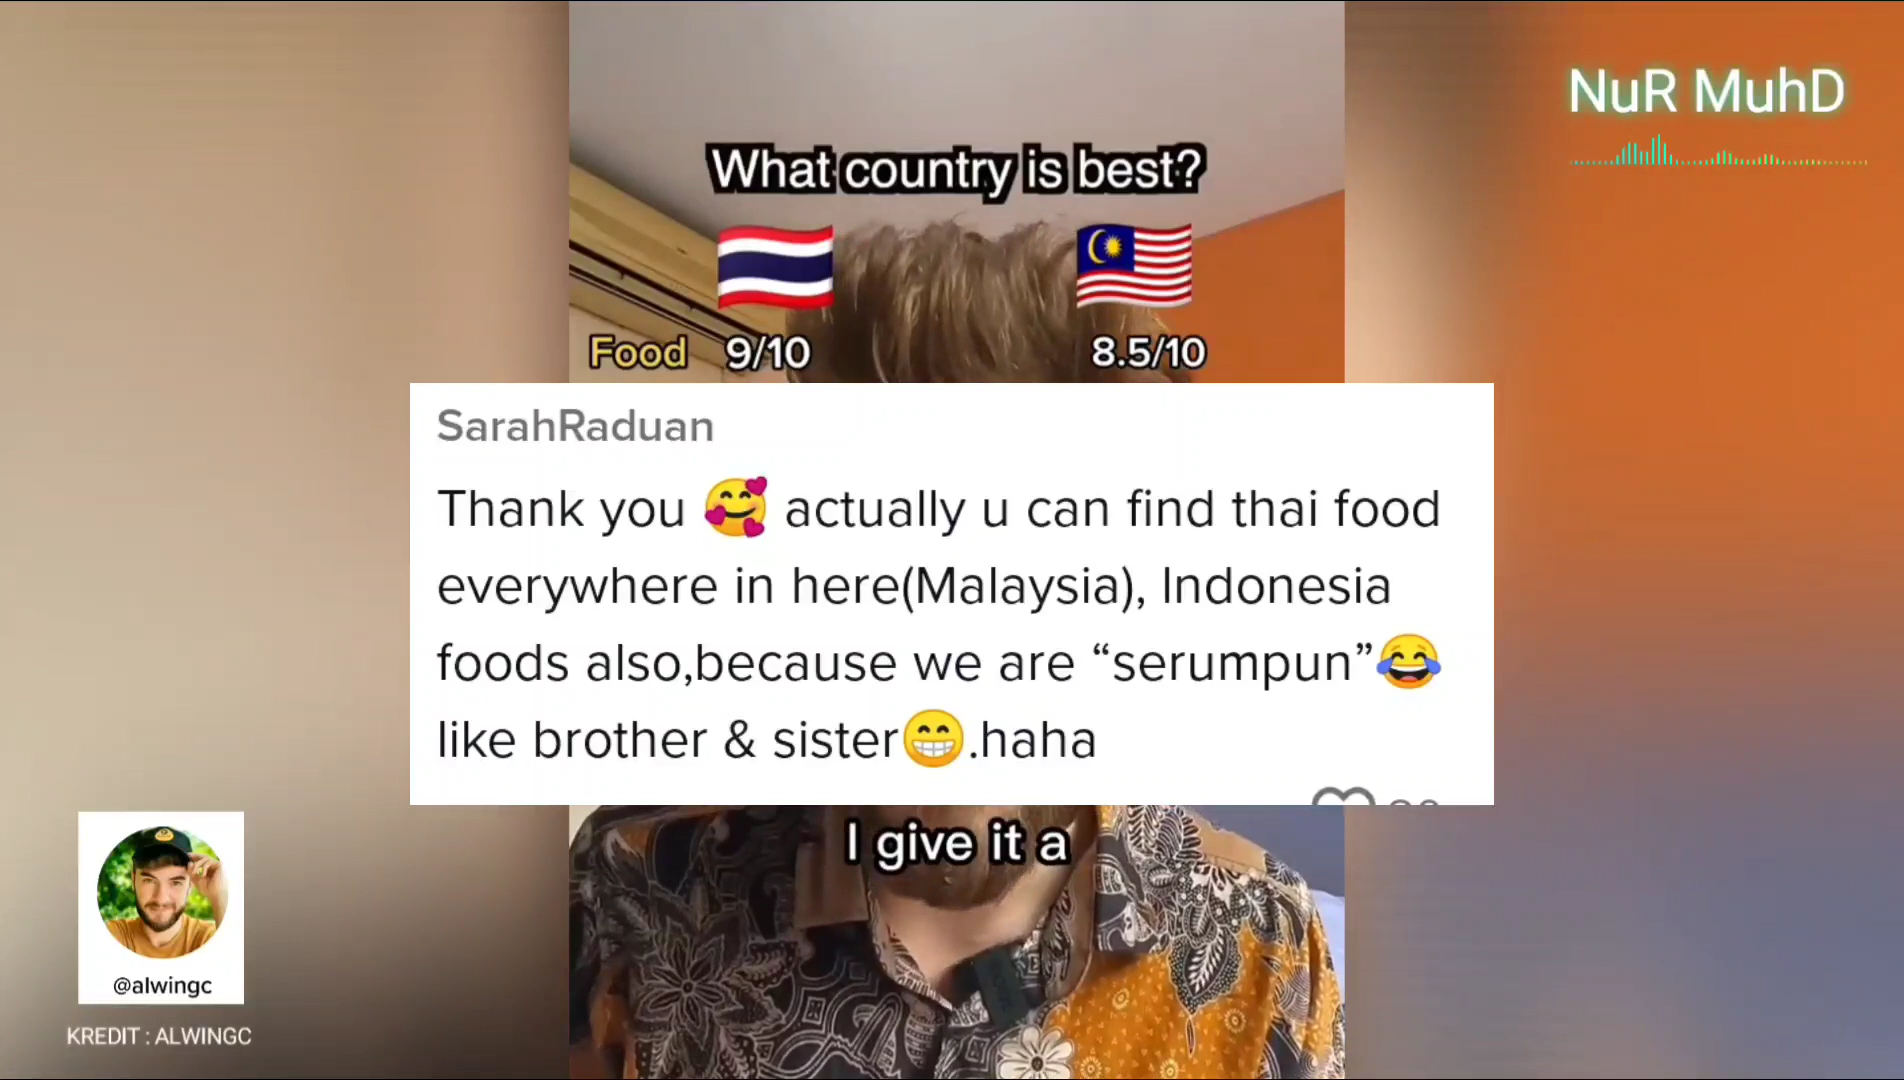 NuR MuhD
What country is best?
Food 9/10 8.5/10
SarahRaduan
Thank you 🥰 actually u can find thai food
everywhere in here(Malaysia), Indonesia
foods also,because we are “serumpun”😂
like brother & sister😁.haha
I give it a
@alwingc
KREDIT : ALWINGC